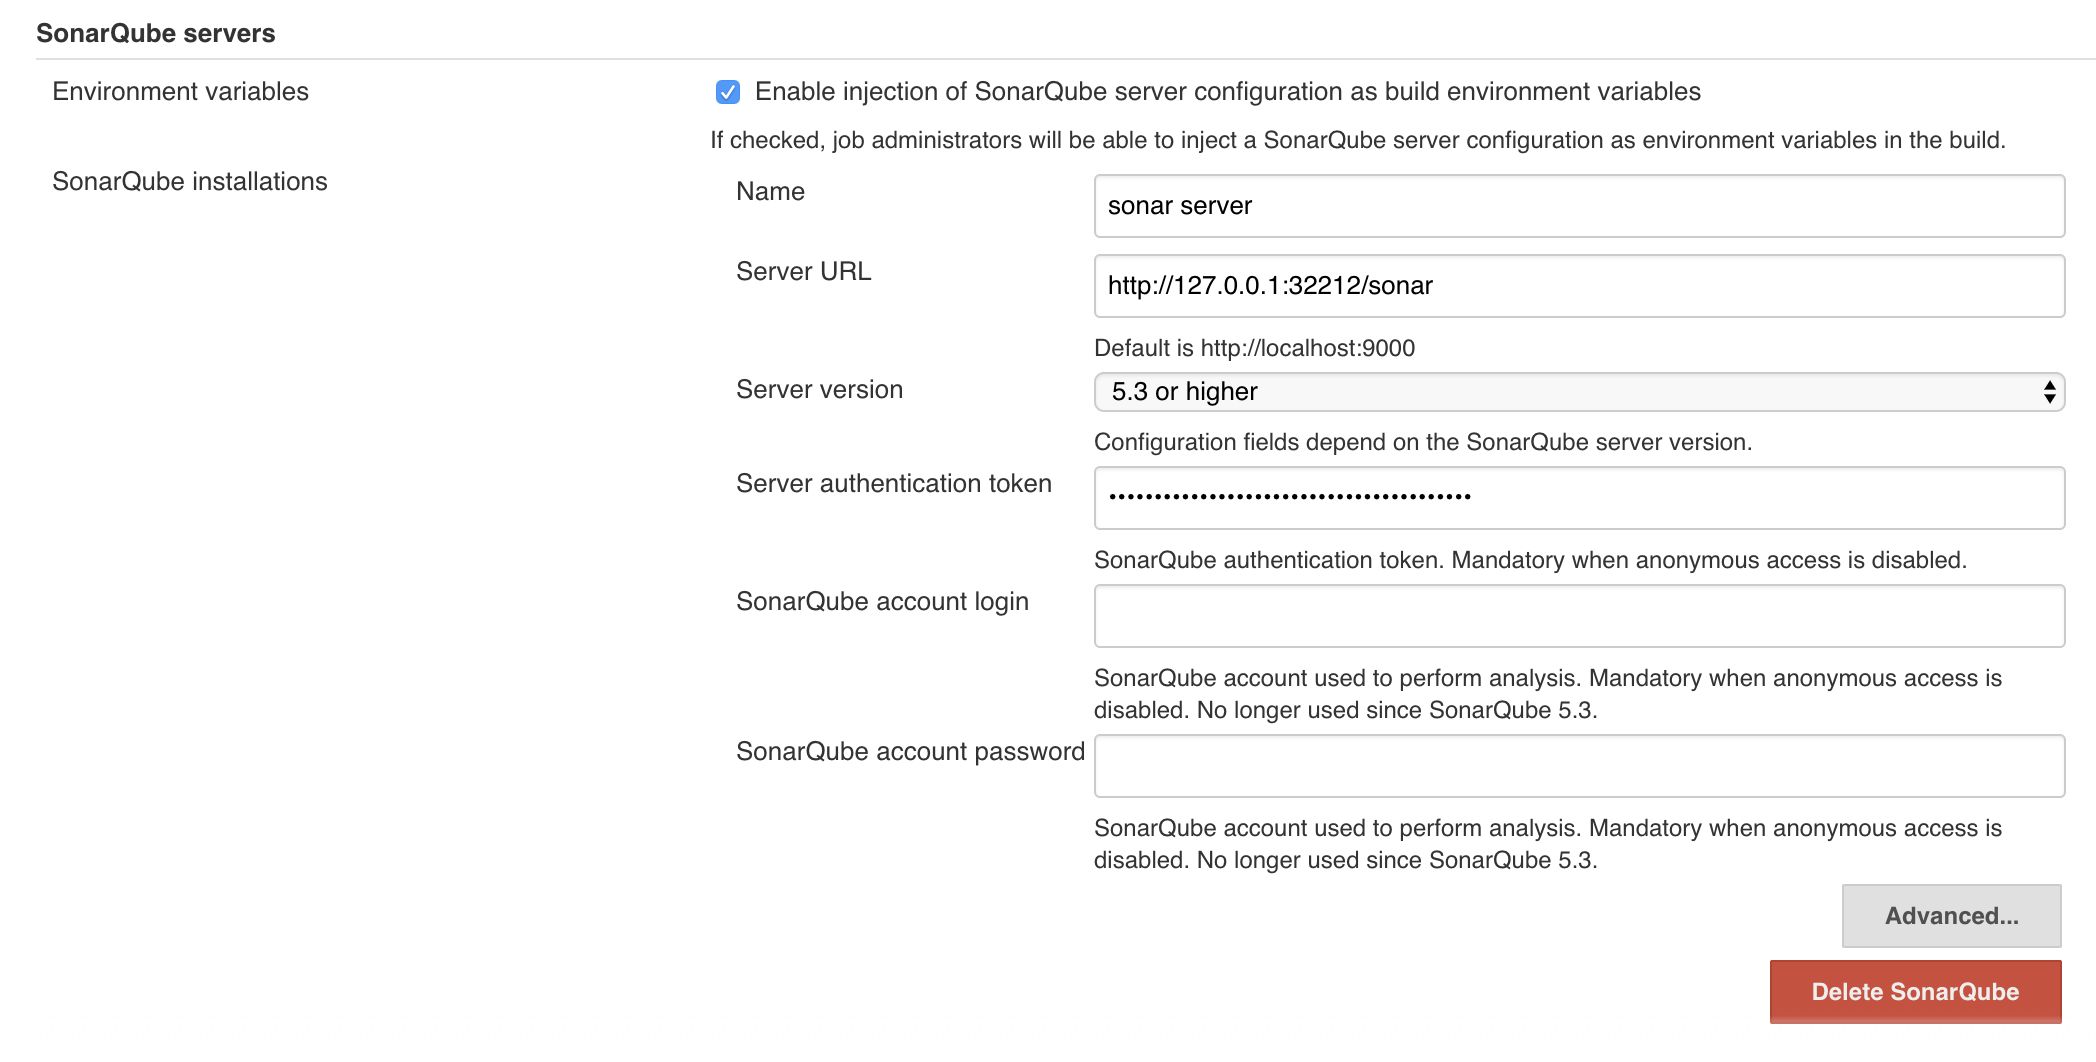 SonarQube servers
Environment variables
Enable injection of SonarQube server configuration as build environment variables
If checked, job administrators will be able to inject a SonarQube server configuration as environment variables in the build.
SonarQube installations
Name
sonar server
Server URL
http://127.0.0.1:32212/sonar
Default is http://localhost:9000
Server version
5.3 or higher
Configuration fields depend on the SonarQube server version.
Server authentication token
••••••••••••••••••••••••••••••••••••••••
SonarQube authentication token. Mandatory when anonymous access is disabled.
SonarQube account login
SonarQube account used to perform analysis. Mandatory when anonymous access is
disabled. No longer used since SonarQube 5.3.
SonarQube account password
SonarQube account used to perform analysis. Mandatory when anonymous access is
disabled. No longer used since SonarQube 5.3.
Advanced...
Delete SonarQube